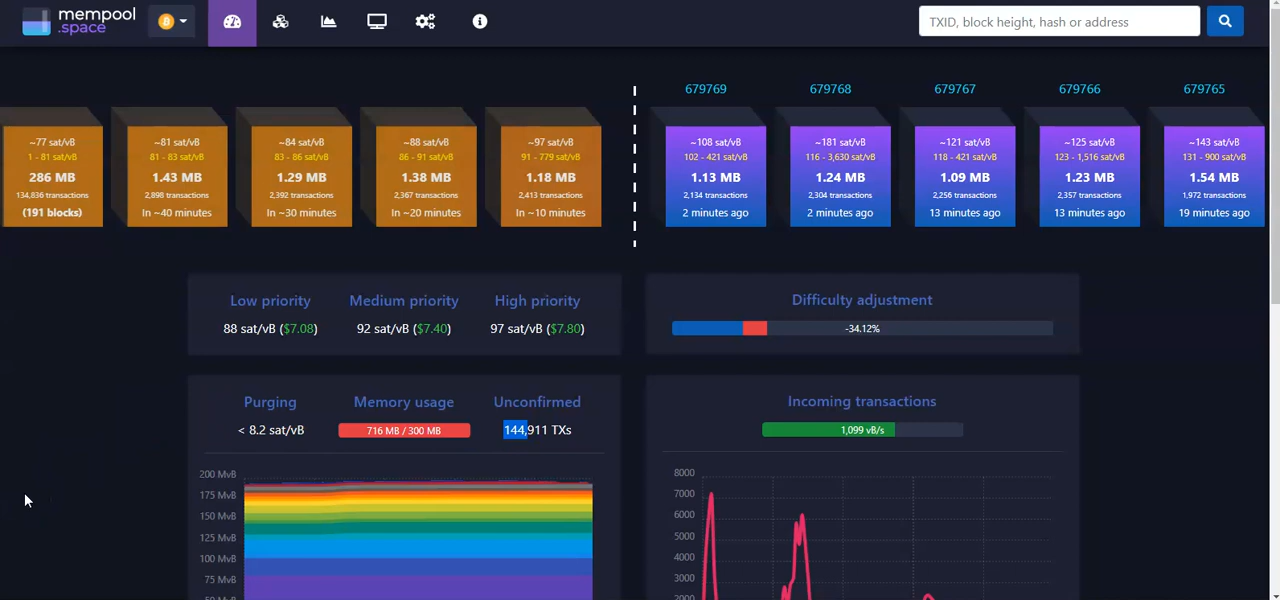 mempool
.space
TXID, block height, hash or address
679769
679768
679767
679766
679765
~77 sat/vB
1 - 81 sat/vB
286 MB
134,836 transactions
(191 blocks)
~81 sat/vB
81 - 83 sat/vB
1.43 MB
2,898 transactions
In ~40 minutes
~84 sat/vB
83 - 86 sat/vB
1.29 MB
2,392 transactions
In ~30 minutes
~88 sat/vB
86 - 91 sat/vB
1.38 MB
2,367 transactions
In ~20 minutes
~97 sat/vB
91 - 779 sat/vB
1.18 MB
2,413 transactions
In ~10 minutes
~108 sat/vB
102 - 421 sat/vB
1.13 MB
2,134 transactions
2 minutes ago
~181 sat/vB
116 - 3,630 sat/vB
1.24 MB
2,304 transactions
2 minutes ago
~121 sat/vB
118 - 421 sat/vB
1.09 MB
2,256 transactions
13 minutes ago
~125 sat/vB
123 - 1,516 sat/vB
1.23 MB
2,357 transactions
13 minutes ago
~143 sat/vB
131 - 900 sat/vB
1.54 MB
1,972 transactions
19 minutes ago
Low priority
88 sat/vB ($7.08)
Medium priority
92 sat/vB ($7.40)
High priority
97 sat/vB ($7.80)
Difficulty adjustment
-34.12%
Purging
< 8.2 sat/vB
Memory usage
716 MB / 300 MB
Unconfirmed
144,911 TXs
200 MvB
175 MvB
150 MvB
125 MvB
100 MvB
75 MvB
50 MvB
Incoming transactions
1,099 vB/s
8000
7000
6000
5000
4000
3000
2000